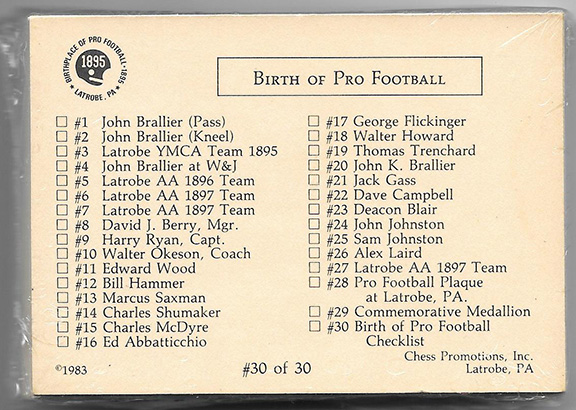 BIRTHPLACE OF PRO FOOTBALL · 1895
1895
★ LATROBE, PA ★
BIRTH OF PRO FOOTBALL
☐ #1 John Brallier (Pass)
☐ #2 John Brallier (Kneel)
☐ #3 Latrobe YMCA Team 1895
☐ #4 John Brallier at W&J
☐ #5 Latrobe AA 1896 Team
☐ #6 Latrobe AA 1897 Team
☐ #7 Latrobe AA 1897 Team
☐ #8 David J. Berry, Mgr.
☐ #9 Harry Ryan, Capt.
☐ #10 Walter Okeson, Coach
☐ #11 Edward Wood
☐ #12 Bill Hammer
☐ #13 Marcus Saxman
☐ #14 Charles Shumaker
☐ #15 Charles McDyre
☐ #16 Ed Abbatticchio
☐ #17 George Flickinger
☐ #18 Walter Howard
☐ #19 Thomas Trenchard
☐ #20 John K. Brallier
☐ #21 Jack Gass
☐ #22 Dave Campbell
☐ #23 Deacon Blair
☐ #24 John Johnston
☐ #25 Sam Johnston
☐ #26 Alex Laird
☐ #27 Latrobe AA 1897 Team
☐ #28 Pro Football Plaque
at Latrobe, PA.
☐ #29 Commemorative Medallion
☐ #30 Birth of Pro Football
Checklist
©1983
#30 of 30
Chess Promotions, Inc.
Latrobe, PA